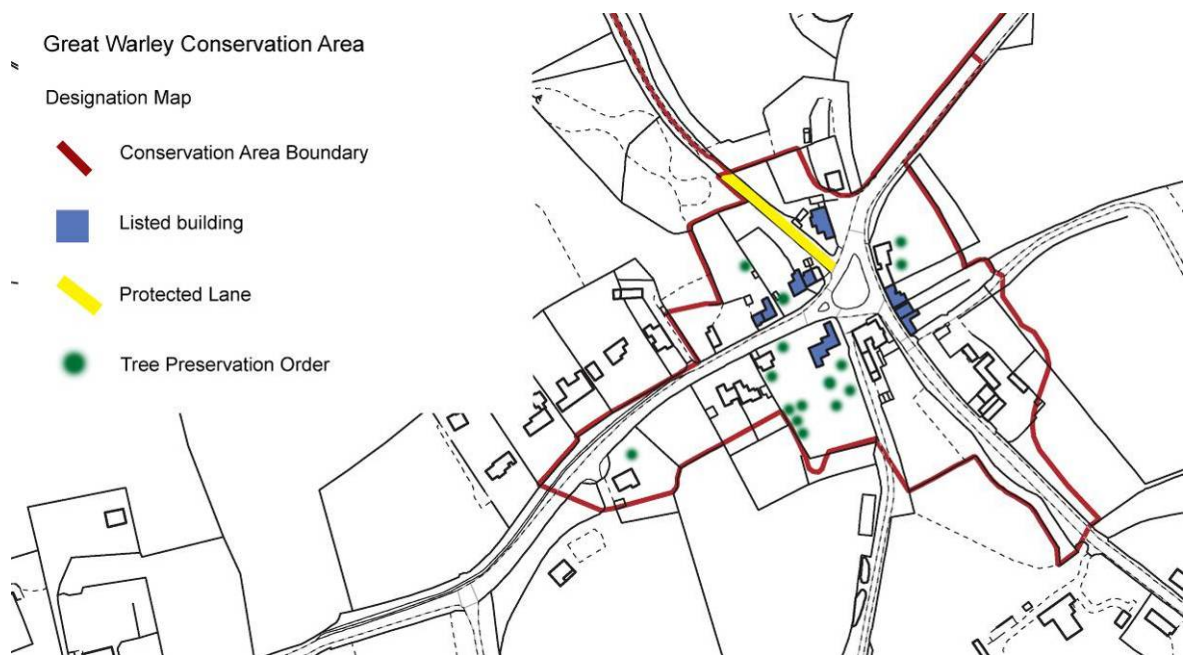 Great Warley Conservation Area
Designation Map
Conservation Area Boundary
Listed building
Protected Lane
Tree Preservation Order